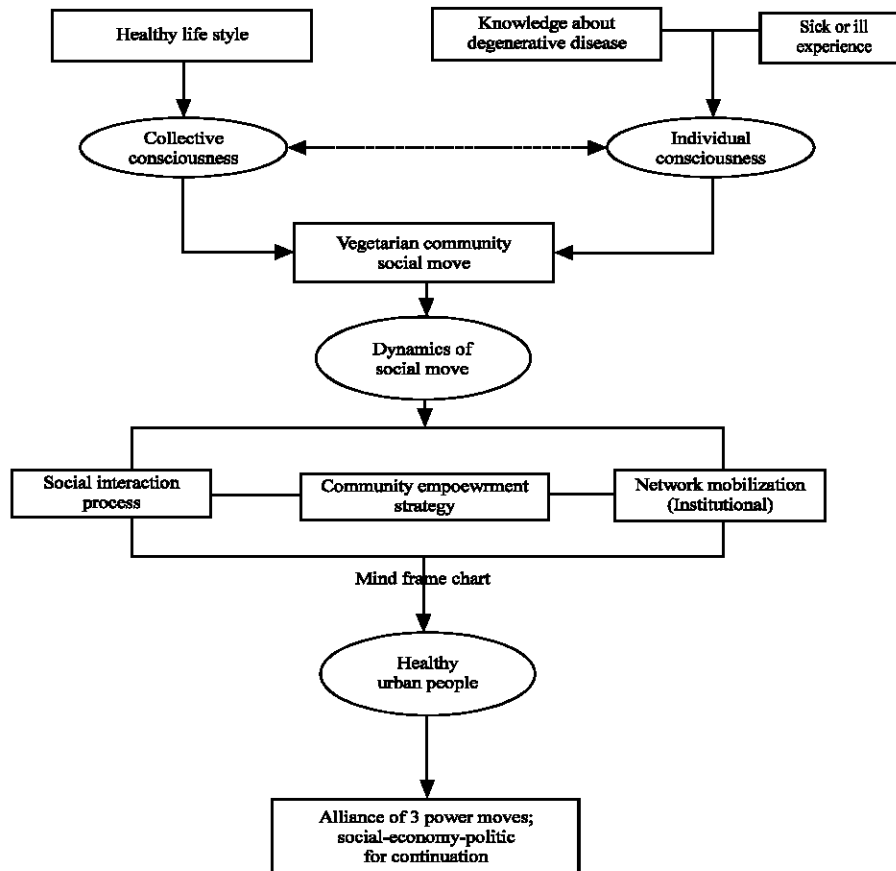 Healthy life style
Knowledge about
degenerative disease
Sick or ill
experience
Collective
consciousness
Individual
consciousness
Vegetarian community
social move
Dynamics of
social move
Social interaction
process
Community empoewrment
strategy
Network mobilization
(Institutional)
Mind frame chart
Healthy
urban people
Alliance of 3 power moves;
social-economy-politic
for continuation